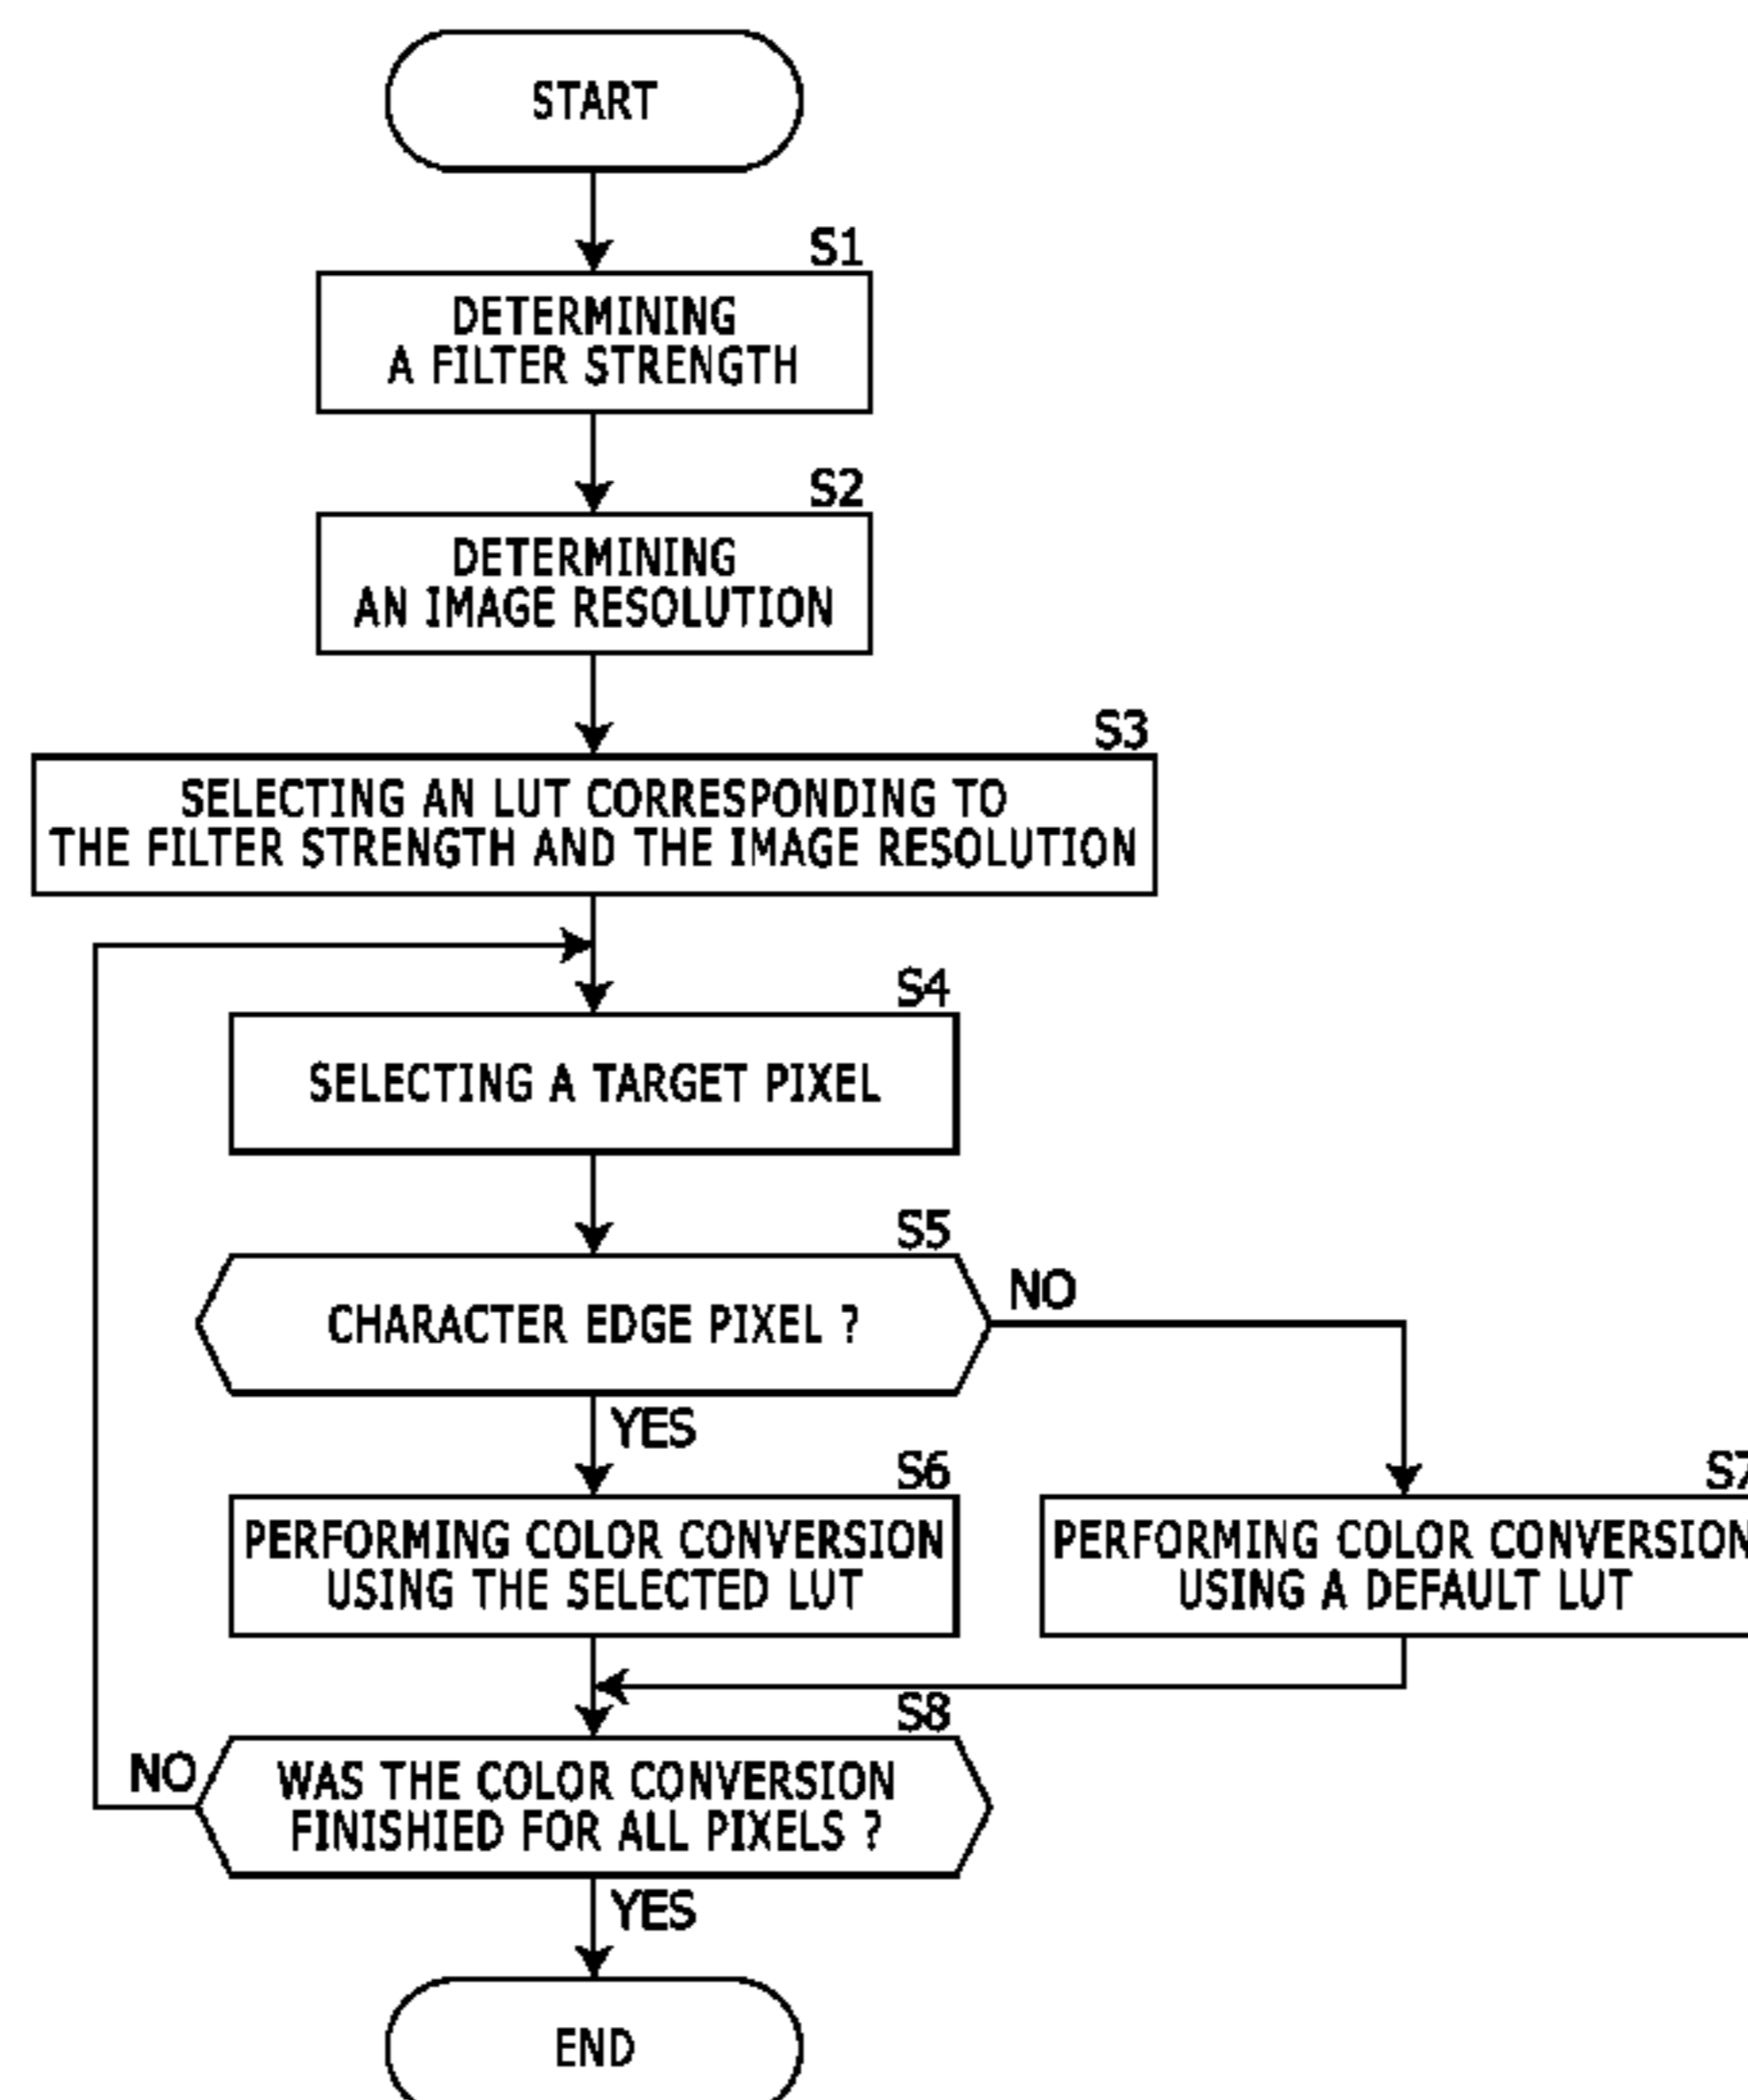 START
S1
DETERMINING
A FILTER STRENGTH
S2
DETERMINING
AN IMAGE RESOLUTION
S3
SELECTING AN LUT CORRESPONDING TO
THE FILTER STRENGTH AND THE IMAGE RESOLUTION
S4
SELECTING A TARGET PIXEL
S5
CHARACTER EDGE PIXEL ?
NO
YES
S6
PERFORMING COLOR CONVERSION
USING THE SELECTED LUT
S7
PERFORMING COLOR CONVERSION
USING A DEFAULT LUT
S8
NO
WAS THE COLOR CONVERSION
FINISHIED FOR ALL PIXELS ?
YES
END